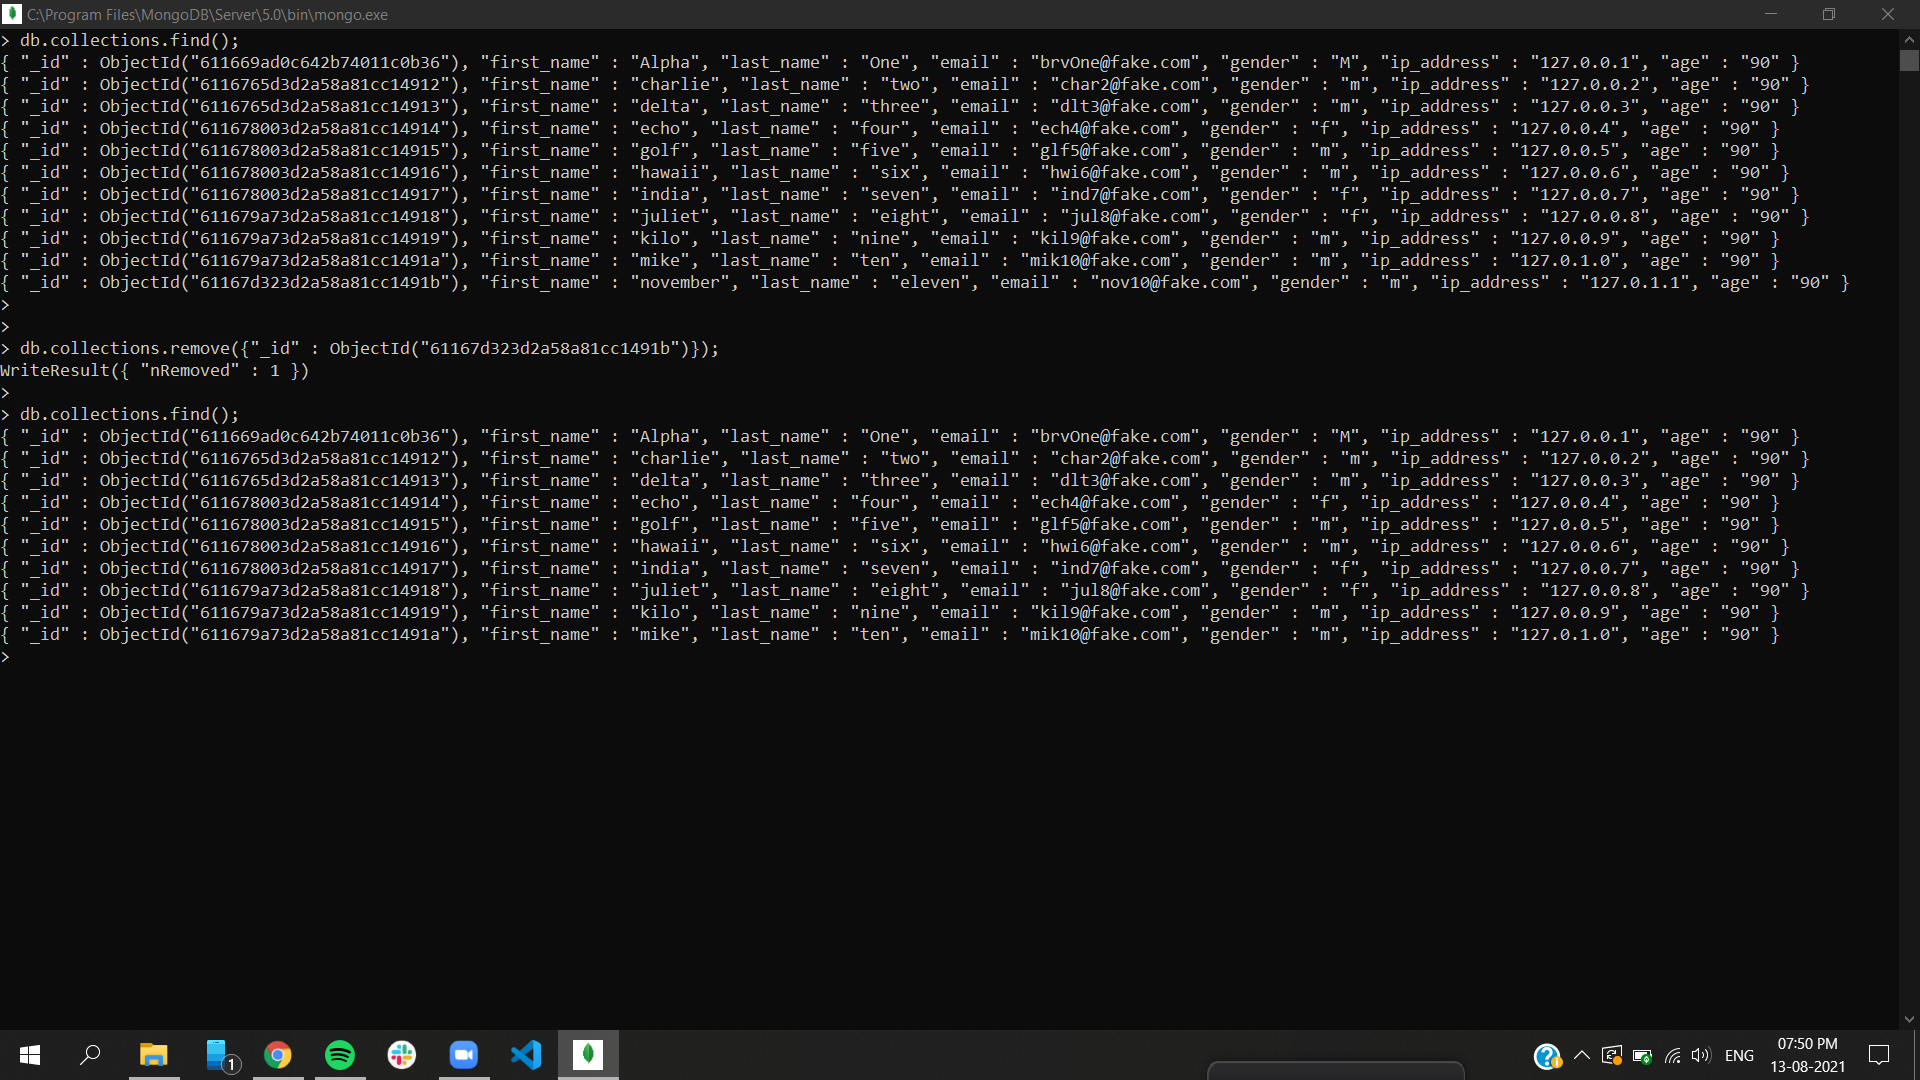 C:\Program Files\MongoDB\Server\5.0\bin\mongo.exe
> db.collections.find();
{ "_id" : ObjectId("611669ad0c642b74011c0b36"), "first_name" : "Alpha", "last_name" : "One", "email" : "brvOne@fake.com", "gender" : "M", "ip_address" : "127.0.0.1", "age" : "90" }
{ "_id" : ObjectId("6116765d3d2a58a81cc14912"), "first_name" : "charlie", "last_name" : "two", "email" : "char2@fake.com", "gender" : "m", "ip_address" : "127.0.0.2", "age" : "90" }
{ "_id" : ObjectId("6116765d3d2a58a81cc14913"), "first_name" : "delta", "last_name" : "three", "email" : "dlt3@fake.com", "gender" : "m", "ip_address" : "127.0.0.3", "age" : "90" }
{ "_id" : ObjectId("611678003d2a58a81cc14914"), "first_name" : "echo", "last_name" : "four", "email" : "ech4@fake.com", "gender" : "f", "ip_address" : "127.0.0.4", "age" : "90" }
{ "_id" : ObjectId("611678003d2a58a81cc14915"), "first_name" : "golf", "last_name" : "five", "email" : "glf5@fake.com", "gender" : "m", "ip_address" : "127.0.0.5", "age" : "90" }
{ "_id" : ObjectId("611678003d2a58a81cc14916"), "first_name" : "hawaii", "last_name" : "six", "email" : "hwi6@fake.com", "gender" : "m", "ip_address" : "127.0.0.6", "age" : "90" }
{ "_id" : ObjectId("611678003d2a58a81cc14917"), "first_name" : "india", "last_name" : "seven", "email" : "ind7@fake.com", "gender" : "f", "ip_address" : "127.0.0.7", "age" : "90" }
{ "_id" : ObjectId("611679a73d2a58a81cc14918"), "first_name" : "juliet", "last_name" : "eight", "email" : "jul8@fake.com", "gender" : "f", "ip_address" : "127.0.0.8", "age" : "90" }
{ "_id" : ObjectId("611679a73d2a58a81cc14919"), "first_name" : "kilo", "last_name" : "nine", "email" : "kil9@fake.com", "gender" : "m", "ip_address" : "127.0.0.9", "age" : "90" }
{ "_id" : ObjectId("611679a73d2a58a81cc1491a"), "first_name" : "mike", "last_name" : "ten", "email" : "mik10@fake.com", "gender" : "m", "ip_address" : "127.0.1.0", "age" : "90" }
{ "_id" : ObjectId("61167d323d2a58a81cc1491b"), "first_name" : "november", "last_name" : "eleven", "email" : "nov10@fake.com", "gender" : "m", "ip_address" : "127.0.1.1", "age" : "90" }
>
>
> db.collections.remove({"_id" : ObjectId("61167d323d2a58a81cc1491b")});
WriteResult({ "nRemoved" : 1 })
>
> db.collections.find();
{ "_id" : ObjectId("611669ad0c642b74011c0b36"), "first_name" : "Alpha", "last_name" : "One", "email" : "brvOne@fake.com", "gender" : "M", "ip_address" : "127.0.0.1", "age" : "90" }
{ "_id" : ObjectId("6116765d3d2a58a81cc14912"), "first_name" : "charlie", "last_name" : "two", "email" : "char2@fake.com", "gender" : "m", "ip_address" : "127.0.0.2", "age" : "90" }
{ "_id" : ObjectId("6116765d3d2a58a81cc14913"), "first_name" : "delta", "last_name" : "three", "email" : "dlt3@fake.com", "gender" : "m", "ip_address" : "127.0.0.3", "age" : "90" }
{ "_id" : ObjectId("611678003d2a58a81cc14914"), "first_name" : "echo", "last_name" : "four", "email" : "ech4@fake.com", "gender" : "f", "ip_address" : "127.0.0.4", "age" : "90" }
{ "_id" : ObjectId("611678003d2a58a81cc14915"), "first_name" : "golf", "last_name" : "five", "email" : "glf5@fake.com", "gender" : "m", "ip_address" : "127.0.0.5", "age" : "90" }
{ "_id" : ObjectId("611678003d2a58a81cc14916"), "first_name" : "hawaii", "last_name" : "six", "email" : "hwi6@fake.com", "gender" : "m", "ip_address" : "127.0.0.6", "age" : "90" }
{ "_id" : ObjectId("611678003d2a58a81cc14917"), "first_name" : "india", "last_name" : "seven", "email" : "ind7@fake.com", "gender" : "f", "ip_address" : "127.0.0.7", "age" : "90" }
{ "_id" : ObjectId("611679a73d2a58a81cc14918"), "first_name" : "juliet", "last_name" : "eight", "email" : "jul8@fake.com", "gender" : "f", "ip_address" : "127.0.0.8", "age" : "90" }
{ "_id" : ObjectId("611679a73d2a58a81cc14919"), "first_name" : "kilo", "last_name" : "nine", "email" : "kil9@fake.com", "gender" : "m", "ip_address" : "127.0.0.9", "age" : "90" }
{ "_id" : ObjectId("611679a73d2a58a81cc1491a"), "first_name" : "mike", "last_name" : "ten", "email" : "mik10@fake.com", "gender" : "m", "ip_address" : "127.0.1.0", "age" : "90" }
>
1
ENG
07:50 PM
13-08-2021